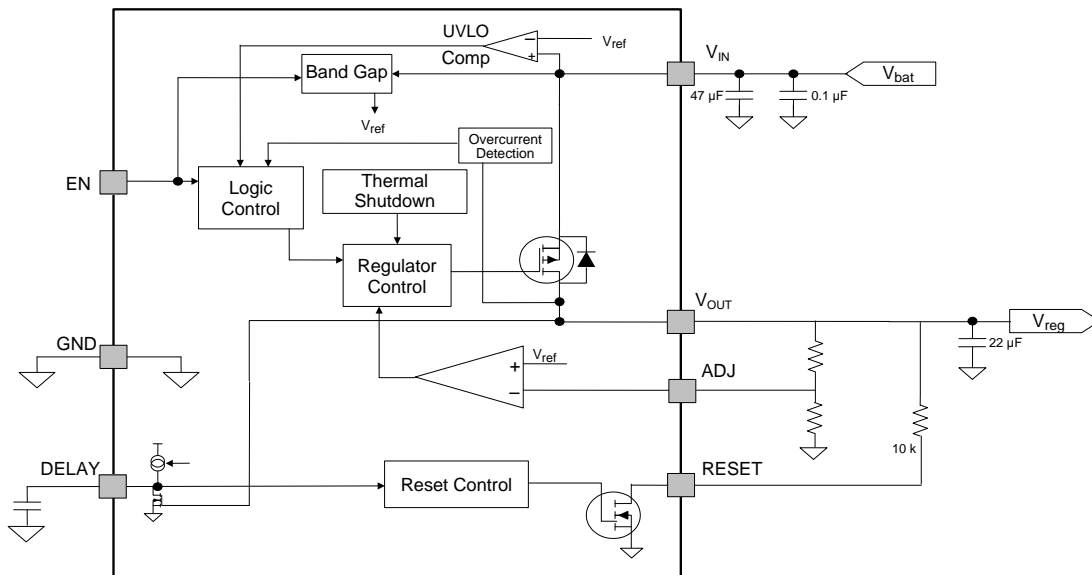 UVLO
Comp
−
+
Vref
VIN
Vbat
Band Gap
47 µF
0.1 µF
Vref
Overcurrent
Detection
EN
Logic
Control
Thermal
Shutdown
Regulator
Control
VOUT
Vreg
GND
22 µF
Vref
+
−
ADJ
10 k
DELAY
RESET
Reset Control